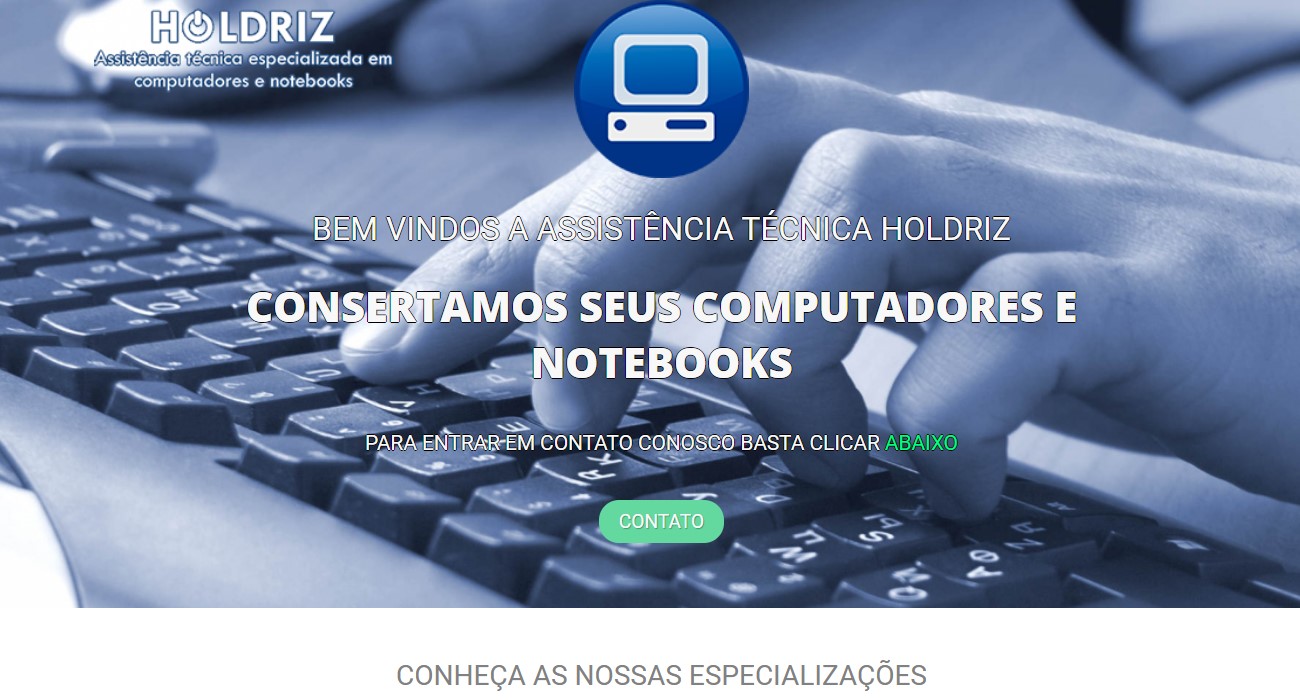 HOLDRIZ
Assistência técnica especializada em
computadores e notebooks
BEM VINDOS A ASSISTÊNCIA TÉCNICA HOLDRIZ
CONSERTAMOS SEUS COMPUTADORES E
NOTEBOOKS
PARA ENTRAR EM CONTATO CONOSCO BASTA CLICAR ABAIXO
CONTATO
CONHEÇA AS NOSSAS ESPECIALIZAÇÕES